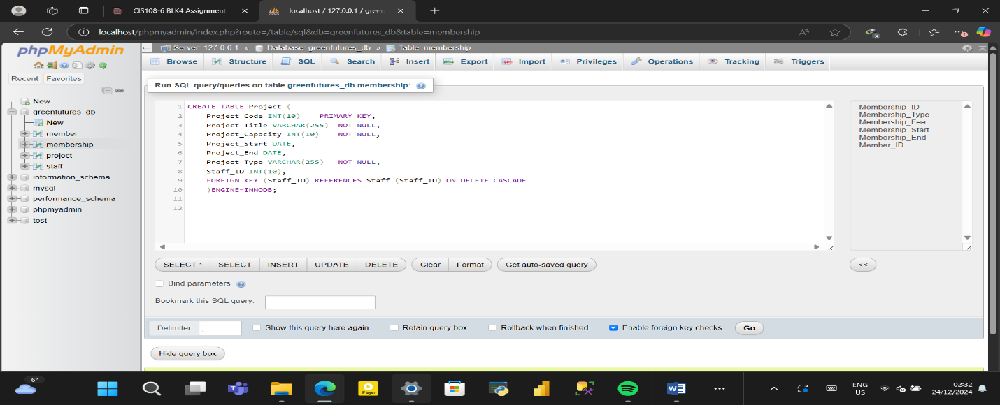 CIS108-6 BLK4 Assignment
localhost / 127.0.0.1 / green
localhost/phpmyadmin/index.php?route=/table/sql&db=greenfutures_db&table=membership
phpMyAdmin
Recent Favorites
New
greenfutures_db
New
member
membership
project
staff
information_schema
mysql
performance_schema
phpmyadmin
test
Server: 127.0.0.1 » Database: greenfutures_db » Table: membership
Browse Structure SQL Search Insert Export Import Privileges Operations Tracking Triggers
Run SQL query/queries on table greenfutures_db.membership:
1 CREATE TABLE Project (
2 Project_Code INT(10) PRIMARY KEY,
3 Project_Title VARCHAR(255) NOT NULL,
4 Project_Capacity INT(10) NOT NULL,
5 Project_Start DATE,
6 Project_End DATE,
7 Project_Type VARCHAR(255) NOT NULL,
8 Staff_ID INT(10),
9 FOREIGN KEY (Staff_ID) REFERENCES Staff (Staff_ID) ON DELETE CASCADE
10 )ENGINE=INNODB;
11
12
Membership_ID
Membership_Type
Membership_Fee
Membership_Start
Membership_End
Member_ID
SELECT * SELECT INSERT UPDATE DELETE Clear Format Get auto-saved query <<
Bind parameters
Bookmark this SQL query:
Delimiter ; Show this query here again Retain query box Rollback when finished Enable foreign key checks Go
Hide query box
6°
Player
ENG
US
02:32
24/12/2024